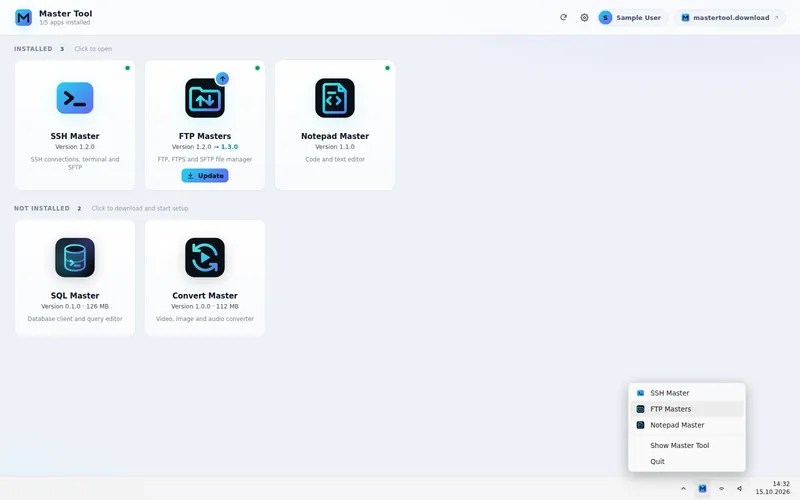 Master Tool
3/5 apps installed
S Sample User
mastertool.download ↗
INSTALLED 3 Click to open
SSH Master
Version 1.2.0
SSH connections, terminal and
SFTP
FTP Masters
Version 1.2.0 → 1.3.0
FTP, FTPS and SFTP file manager
Update
Notepad Master
Version 1.1.0
Code and text editor
NOT INSTALLED 2 Click to download and start setup
SQL Master
Version 0.1.0 · 126 MB
Database client and query editor
Convert Master
Version 1.0.0 · 112 MB
Video, image and audio converter
SSH Master
FTP Masters
Notepad Master
Show Master Tool
Quit
14:32
15.10.2026